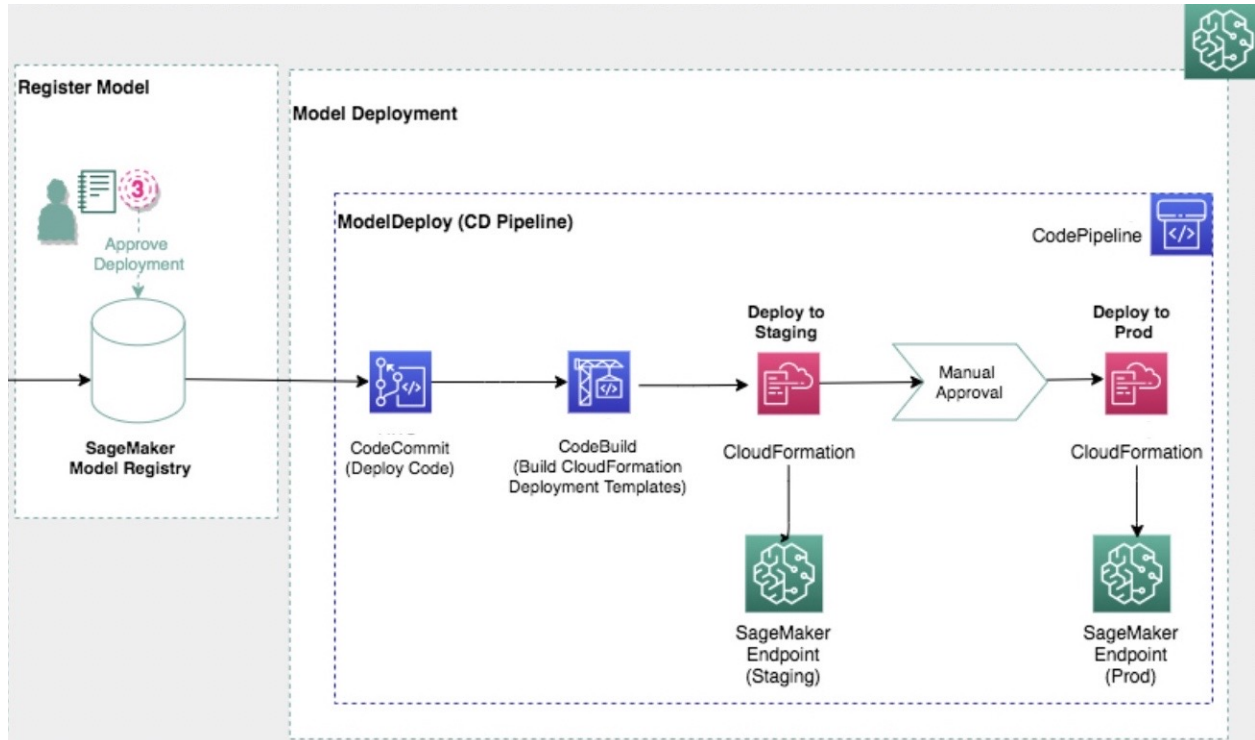 Register Model
Model Deployment
3
Approve
Deployment
SageMaker
Model Registry
ModelDeploy (CD Pipeline)
CodePipeline
</>
CodeCommit
(Deploy Code)
</>
CodeBuild
(Build CloudFormation
Deployment Templates)
</>
Deploy to
Staging
CloudFormation
Manual
Approval
Deploy to
Prod
CloudFormation
SageMaker
Endpoint
(Staging)
SageMaker
Endpoint
(Prod)